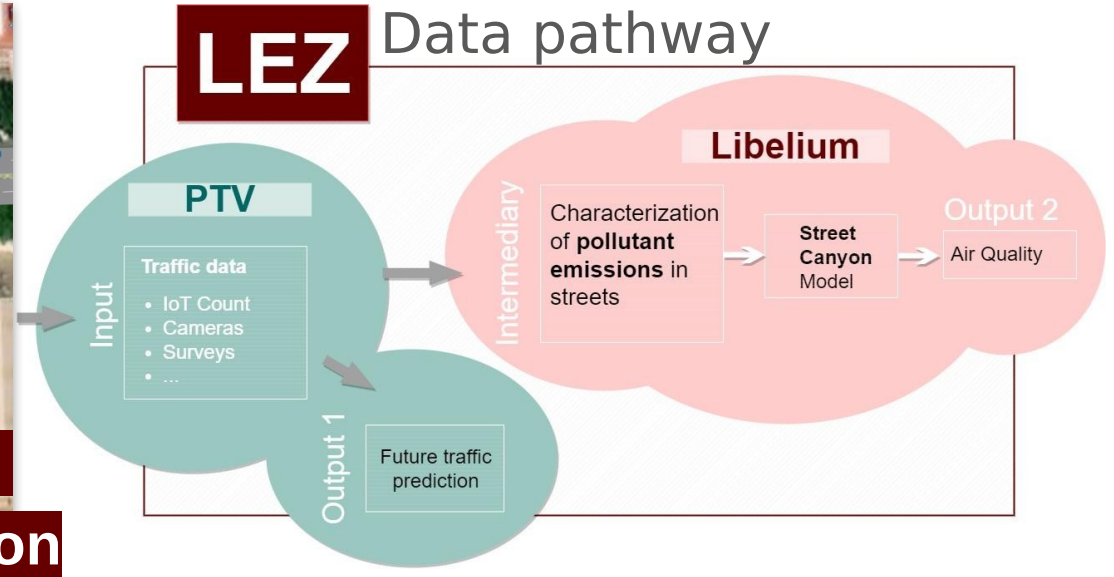 LEZ Data pathway
PTV
Input
Traffic data
• IoT Count
• Cameras
• Surveys
• ...
Output 1
Future traffic
prediction
Libelium
Intermediary
Characterization
of pollutant
emissions in
streets
Street
Canyon
Model
Output 2
Air Quality
on